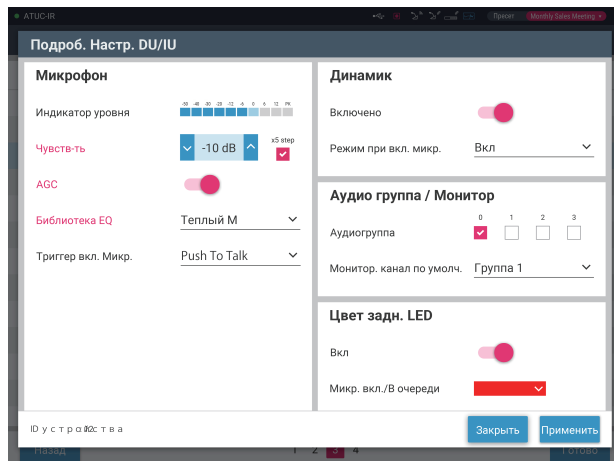 ATUC-IR
Пресет Monthly Sales Meeting
Подроб. Настр. DU/IU
Микрофон
Индикатор уровня
-50 -40 -30 -20 -12 -6 0 6 12 PK
Чувств-ть -10 dB x5 step
AGC
Библиотека EQ Теплый М
Триггер вкл. Микр. Push To Talk
Динамик
Включено
Режим при вкл. микр. Вкл
Аудио группа / Монитор
0 1 2 3
Аудиогруппа
Монитор. канал по умолч. Группа 1
Цвет задн. LED
Вкл
Микр. вкл./В очереди
Закрыть Применить
Назад 1 2 3 4 Готово